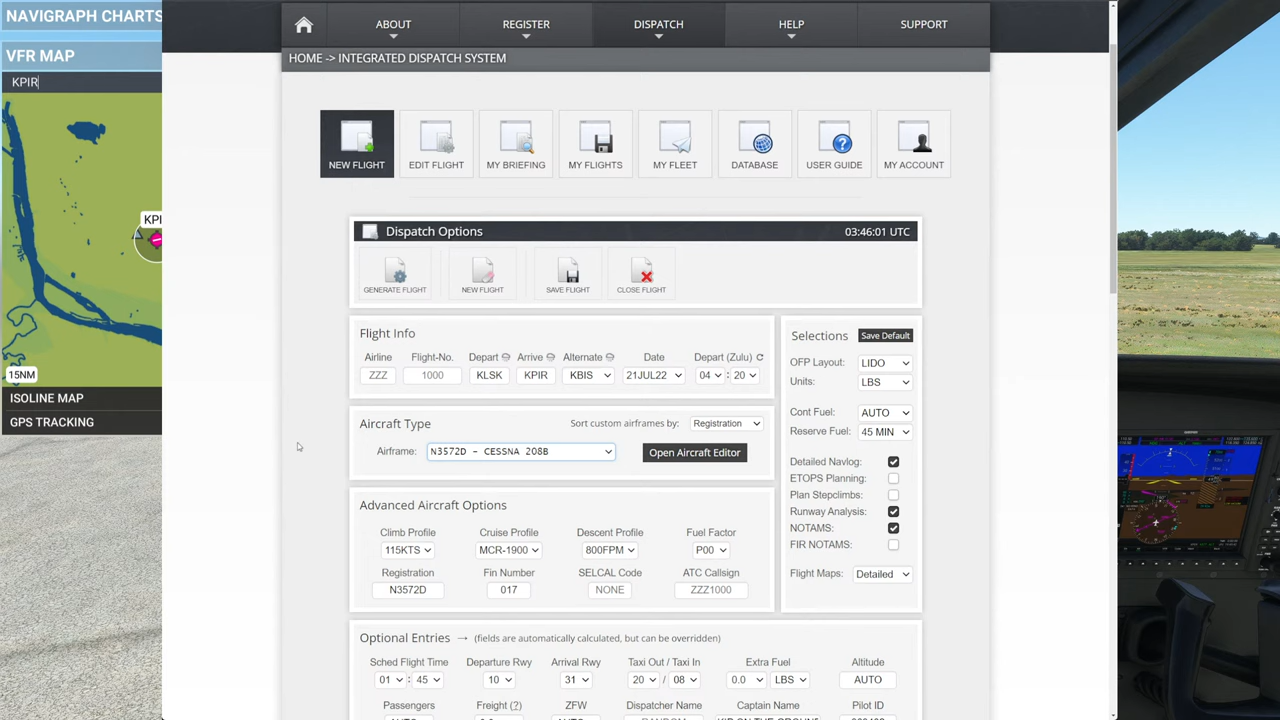 NAVIGRAPH CHARTS
VFR MAP
KPIR
KPI
15NM
ISOLINE MAP
GPS TRACKING
ABOUT
REGISTER
DISPATCH
HELP
SUPPORT
HOME -> INTEGRATED DISPATCH SYSTEM
NEW FLIGHT
EDIT FLIGHT
MY BRIEFING
MY FLIGHTS
MY FLEET
DATABASE
USER GUIDE
MY ACCOUNT
Dispatch Options
03:46:01 UTC
GENERATE FLIGHT
NEW FLIGHT
SAVE FLIGHT
CLOSE FLIGHT
Flight Info
Airline Flight-No. Depart Arrive Alternate Date Depart (Zulu)
ZZZ 1000 KLSK KPIR KBIS 21JUL22 04 : 20
Aircraft Type
Sort custom airframes by: Registration
Airframe: N3572D - CESSNA 208B
Open Aircraft Editor
Advanced Aircraft Options
Climb Profile Cruise Profile Descent Profile Fuel Factor
115KTS MCR-1900 800FPM P00
Registration Fin Number SELCAL Code ATC Callsign
N3572D 017 NONE ZZZ1000
Selections
Save Default
OFP Layout: LIDO
Units: LBS
Cont Fuel: AUTO
Reserve Fuel: 45 MIN
Detailed Navlog:
ETOPS Planning:
Plan Stepclimbs:
Runway Analysis:
NOTAMS:
FIR NOTAMS:
Flight Maps: Detailed
Optional Entries → (fields are automatically calculated, but can be overridden)
Sched Flight Time Departure Rwy Arrival Rwy Taxi Out / Taxi In Extra Fuel Altitude
01 : 45 10 31 20 / 08 0.0 LBS AUTO
Passengers Freight (?) ZFW Dispatcher Name Captain Name Pilot ID